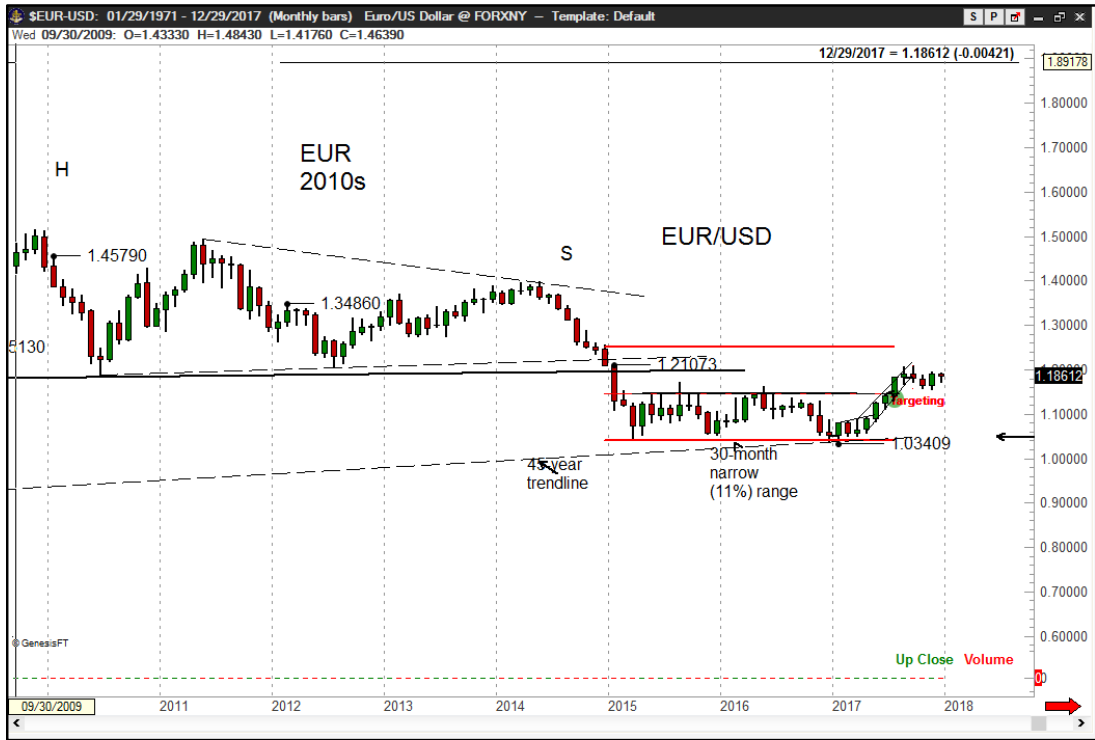 $EUR-USD: 01/29/1971 - 12/29/2017 (Monthly bars) Euro/US Dollar @ FORXNY – Template: Default
S P
Wed 09/30/2009: O=1.43330 H=1.48430 L=1.41760 C=1.46390
12/29/2017 = 1.18612 (-0.00421)
1.89178
1.80000
1.70000
H
EUR
2010s
1.60000
S
EUR/USD
1.50000
1.45790
1.40000
1.34860
1.30000
5130
1.21073
1.18612
Targeting
1.10000
1.03409
1.00000
45-year
trendline
30-month
narrow
(11%) range
0.90000
0.80000
0.70000
0.60000
© GenesisFT
Up Close Volume
09/30/2009 2011 2012 2013 2014 2015 2016 2017 2018